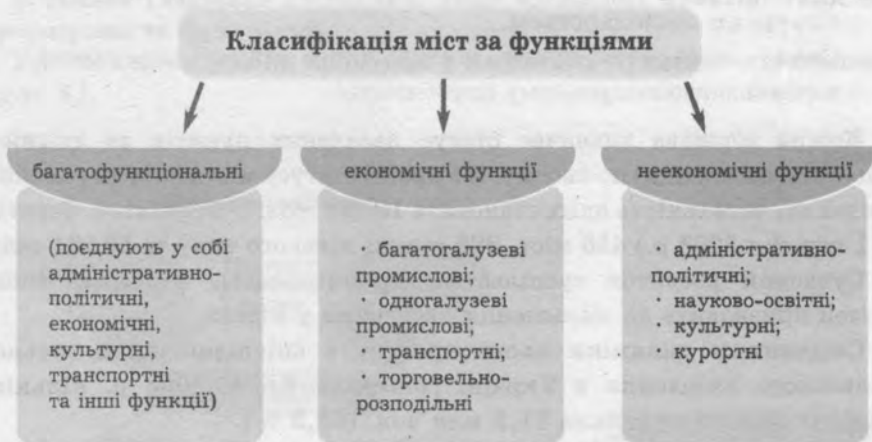 Класифікація міст за функціями
багатофункціональні
(поєднують у собі
адміністративно-
політичні,
економічні,
культурні,
транспортні
та інші функції)
економічні функції
· багатогалузеві
промислові;
· одногалузеві
промислові;
· транспортні;
· торговельно-
розподільні
неекономічні функції
· адміністративно-
політичні;
· науково-освітні;
· культурні;
· курортні